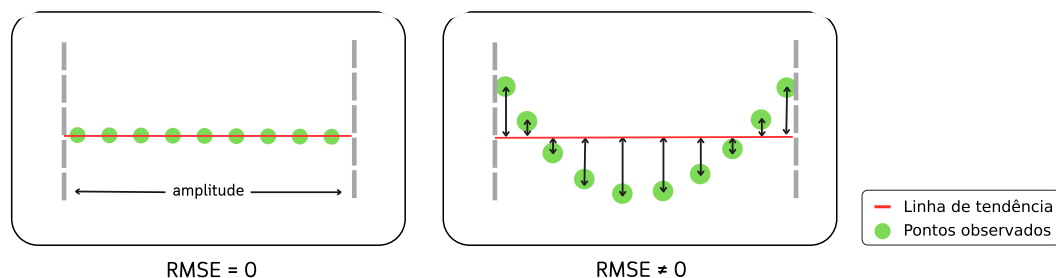 amplitude
RMSE = 0
RMSE ≠ 0
Linha de tendência
Pontos observados